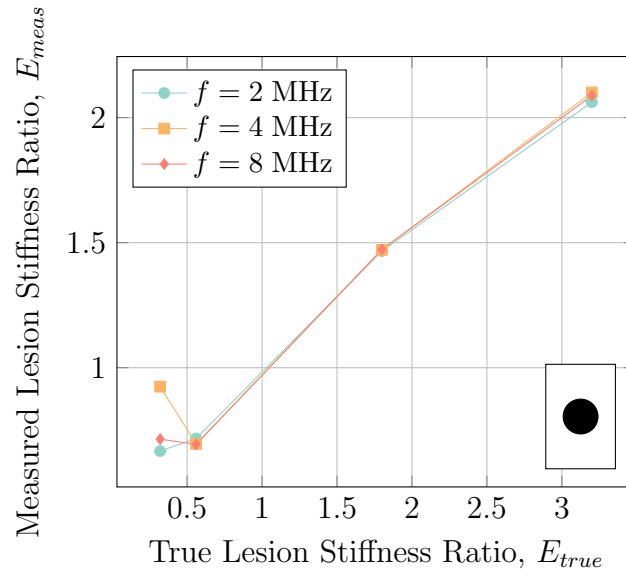 Measured Lesion Stiffness Ratio, E_meas
f = 2 MHz
f = 4 MHz
f = 8 MHz
2
1.5
1
0.5 1 1.5 2 2.5 3
True Lesion Stiffness Ratio, E_true